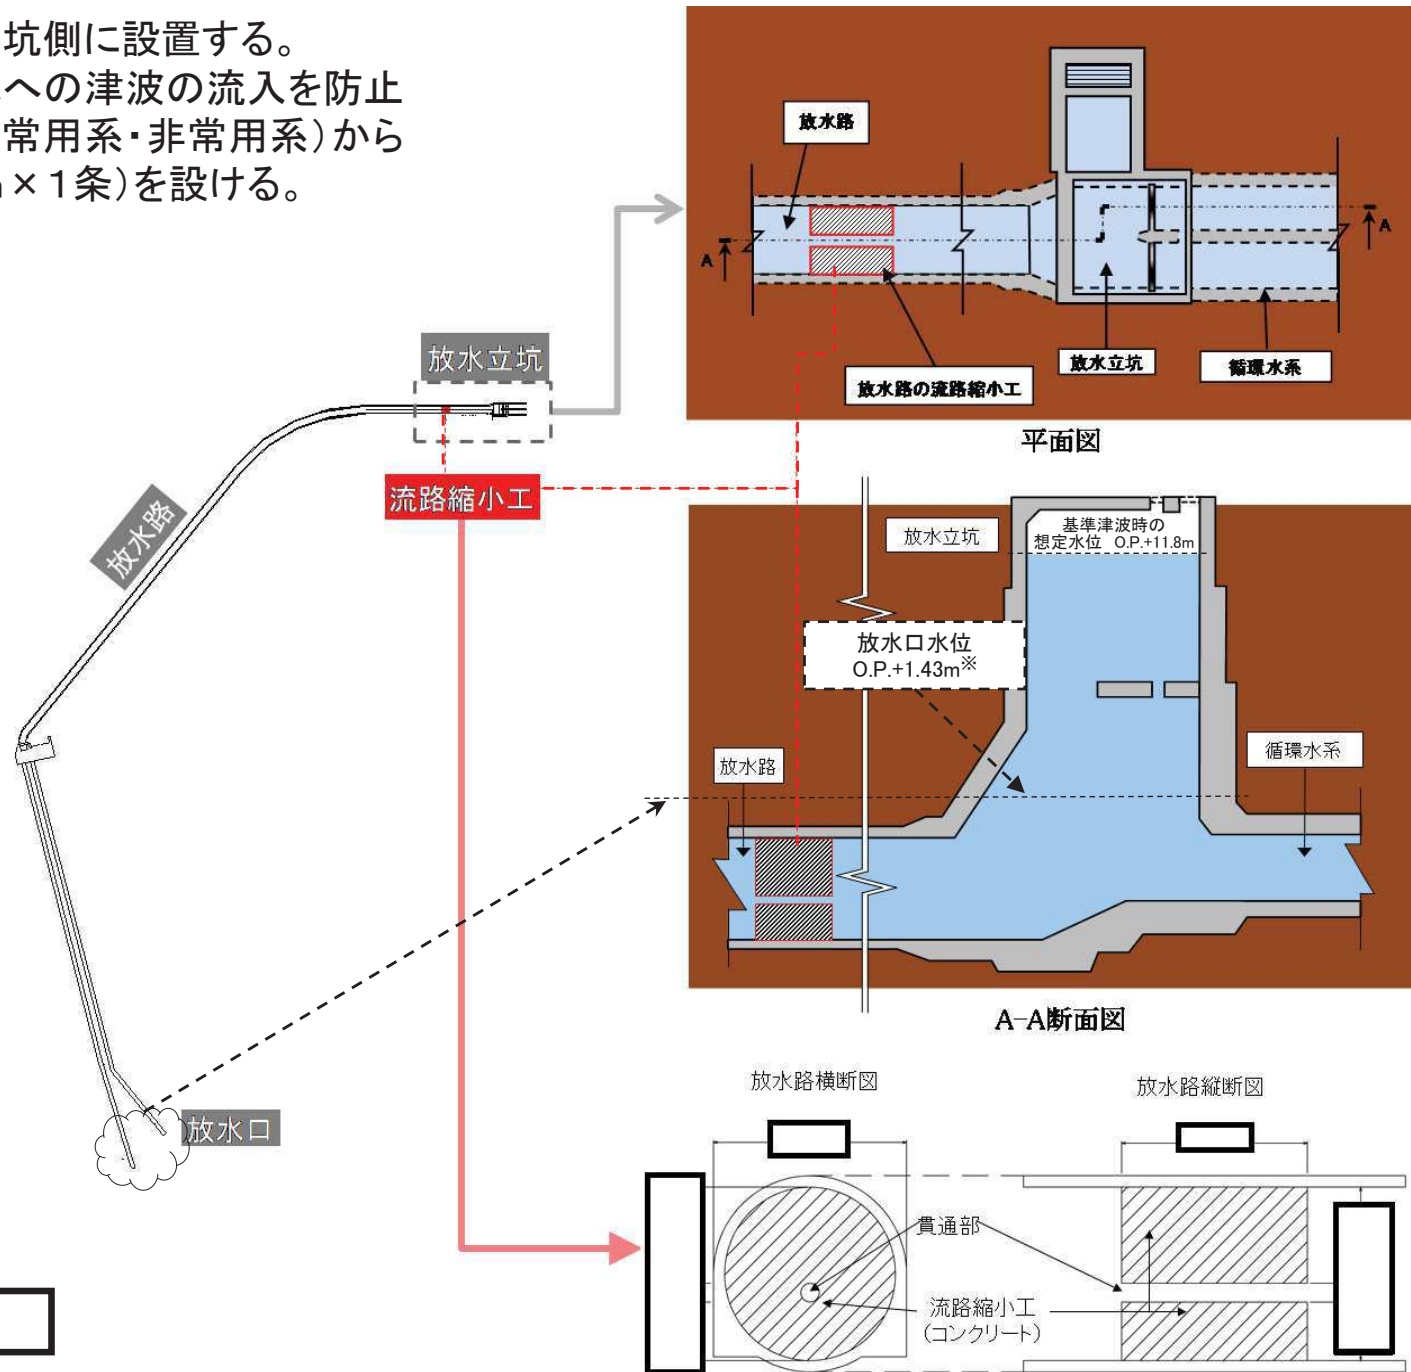 坑側に設置する。
への津波の流入を防止
常用系・非常用系)から
×1条)を設ける。
放水路
A
A
放水路の流路縮小工
放水立坑
循環水系
平面図
放水立坑
流路縮小工
放水路
放水口
放水立坑
基準津波時の
想定水位 O.P.+11.8m
放水口水位
O.P.+1.43m※
放水路
循環水系
A-A断面図
放水路横断図
放水路縦断図
貫通部
流路縮小工
(コンクリート)